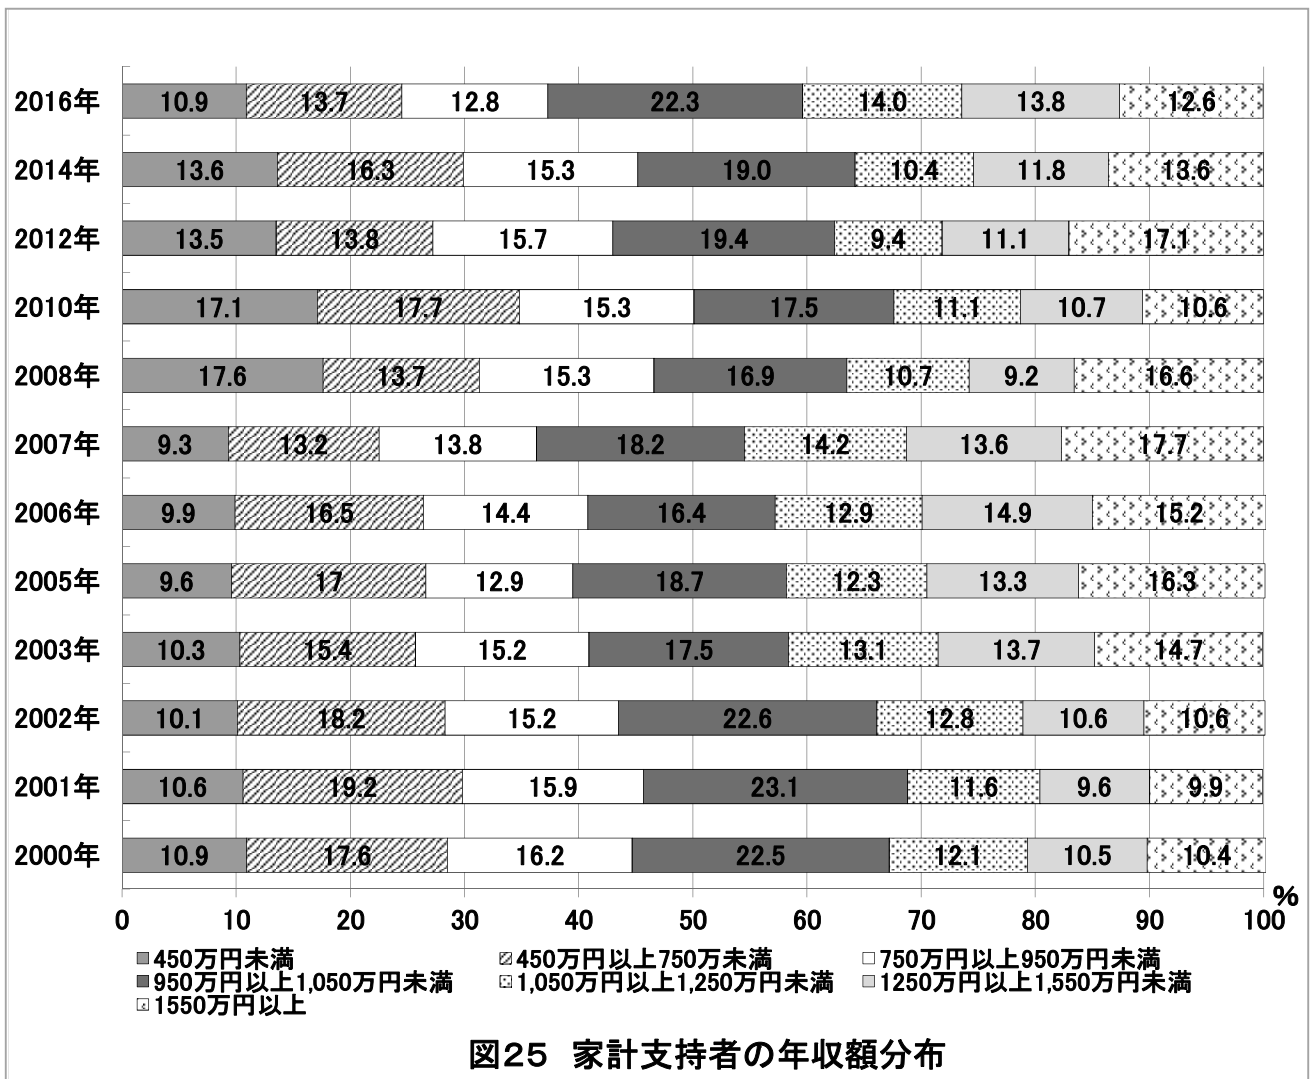 2016年 10.9 13.7 12.8 22.3 14.0 13.8 12.6
2014年 13.6 16.3 15.3 19.0 10.4 11.8 13.6
2012年 13.5 13.8 15.7 19.4 9.4 11.1 17.1
2010年 17.1 17.7 15.3 17.5 11.1 10.7 10.6
2008年 17.6 13.7 15.3 16.9 10.7 9.2 16.6
2007年 9.3 13.2 13.8 18.2 14.2 13.6 17.7
2006年 9.9 16.5 14.4 16.4 12.9 14.9 15.2
2005年 9.6 17 12.9 18.7 12.3 13.3 16.3
2003年 10.3 15.4 15.2 17.5 13.1 13.7 14.7
2002年 10.1 18.2 15.2 22.6 12.8 10.6 10.6
2001年 10.6 19.2 15.9 23.1 11.6 9.6 9.9
2000年 10.9 17.6 16.2 22.5 12.1 10.5 10.4
%
0 10 20 30 40 50 60 70 80 90 100
450万円未満 450万円以上750万未満 750万円以上950万円未満
950万円以上1,050万円未満 1,050万円以上1,250万円未満 1250万円以上1,550万円未満
1550万円以上
図25 家計支持者の年収額分布